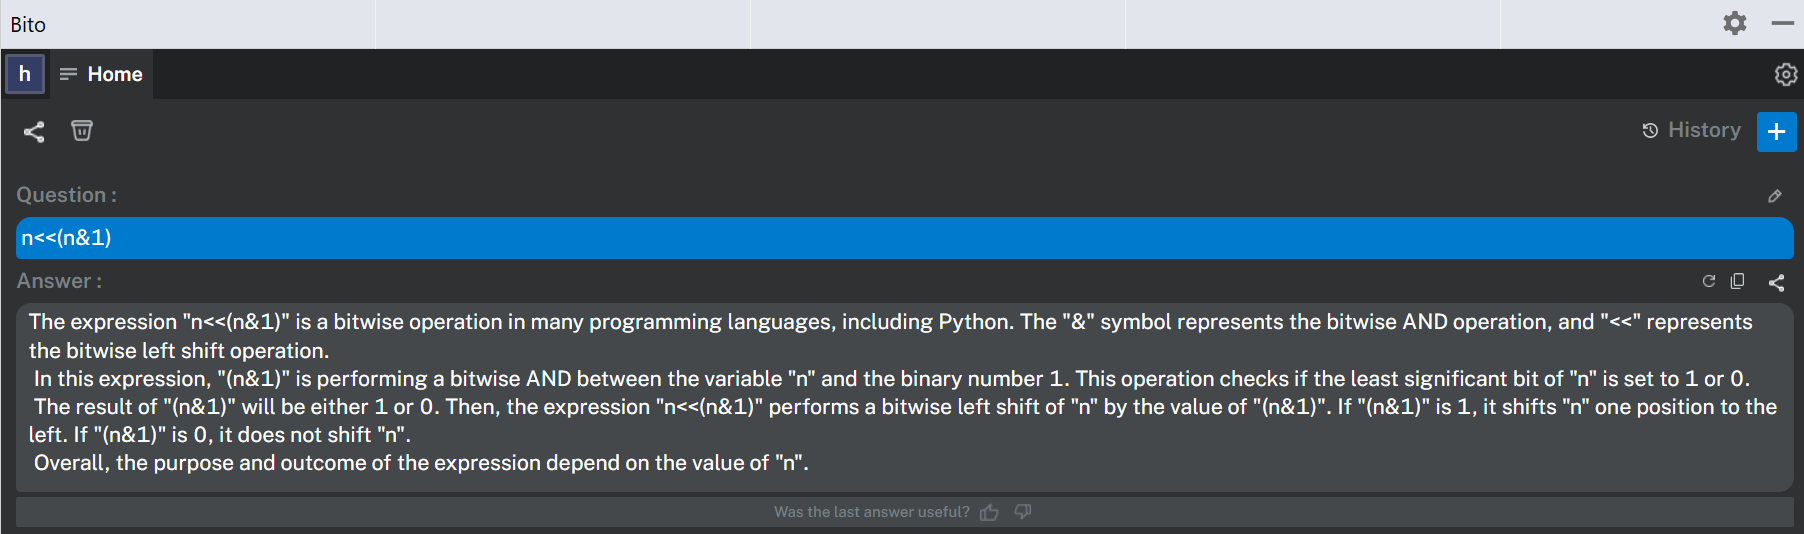 Bito
h Home
History +
Question :
n<<(n&1)
Answer :
The expression "n<<(n&1)" is a bitwise operation in many programming languages, including Python. The "&" symbol represents the bitwise AND operation, and "<<" represents
the bitwise left shift operation.
In this expression, "(n&1)" is performing a bitwise AND between the variable "n" and the binary number 1. This operation checks if the least significant bit of "n" is set to 1 or 0.
The result of "(n&1)" will be either 1 or 0. Then, the expression "n<<(n&1)" performs a bitwise left shift of "n" by the value of "(n&1)". If "(n&1)" is 1, it shifts "n" one position to the
left. If "(n&1)" is 0, it does not shift "n".
Overall, the purpose and outcome of the expression depend on the value of "n".
Was the last answer useful?